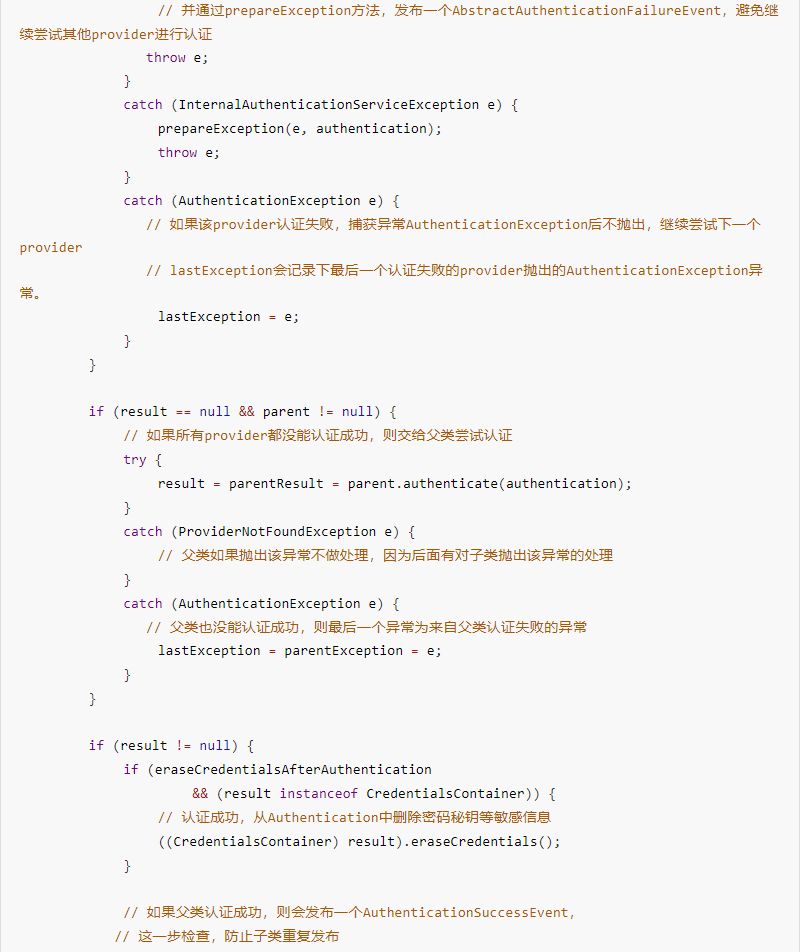 // 并通过prepareException方法，发布一个AbstractAuthenticationFailureEvent，避免继
续尝试其他provider进行认证
throw e;
}
catch (InternalAuthenticationServiceException e) {
prepareException(e, authentication);
throw e;
}
catch (AuthenticationException e) {
// 如果该provider认证失败，捕获异常AuthenticationException后不抛出，继续尝试下一个
provider
// lastException会记录下最后一个认证失败的provider抛出的AuthenticationException异
常。
lastException = e;
}
}
if (result == null && parent != null) {
// 如果所有provider都没能认证成功，则交给父类尝试认证
try {
result = parentResult = parent.authenticate(authentication);
}
catch (ProviderNotFoundException e) {
// 父类如果抛出该异常不做处理，因为后面有对子类抛出该异常的处理
}
catch (AuthenticationException e) {
// 父类也没能认证成功，则最后一个异常为来自父类认证失败的异常
lastException = parentException = e;
}
}
if (result != null) {
if (eraseCredentialsAfterAuthentication
&& (result instanceof CredentialsContainer)) {
// 认证成功，从Authentication中删除密码秘钥等敏感信息
((CredentialsContainer) result).eraseCredentials();
}
// 如果父类认证成功，则会发布一个AuthenticationSuccessEvent，
// 这一步检查，防止子类重复发布